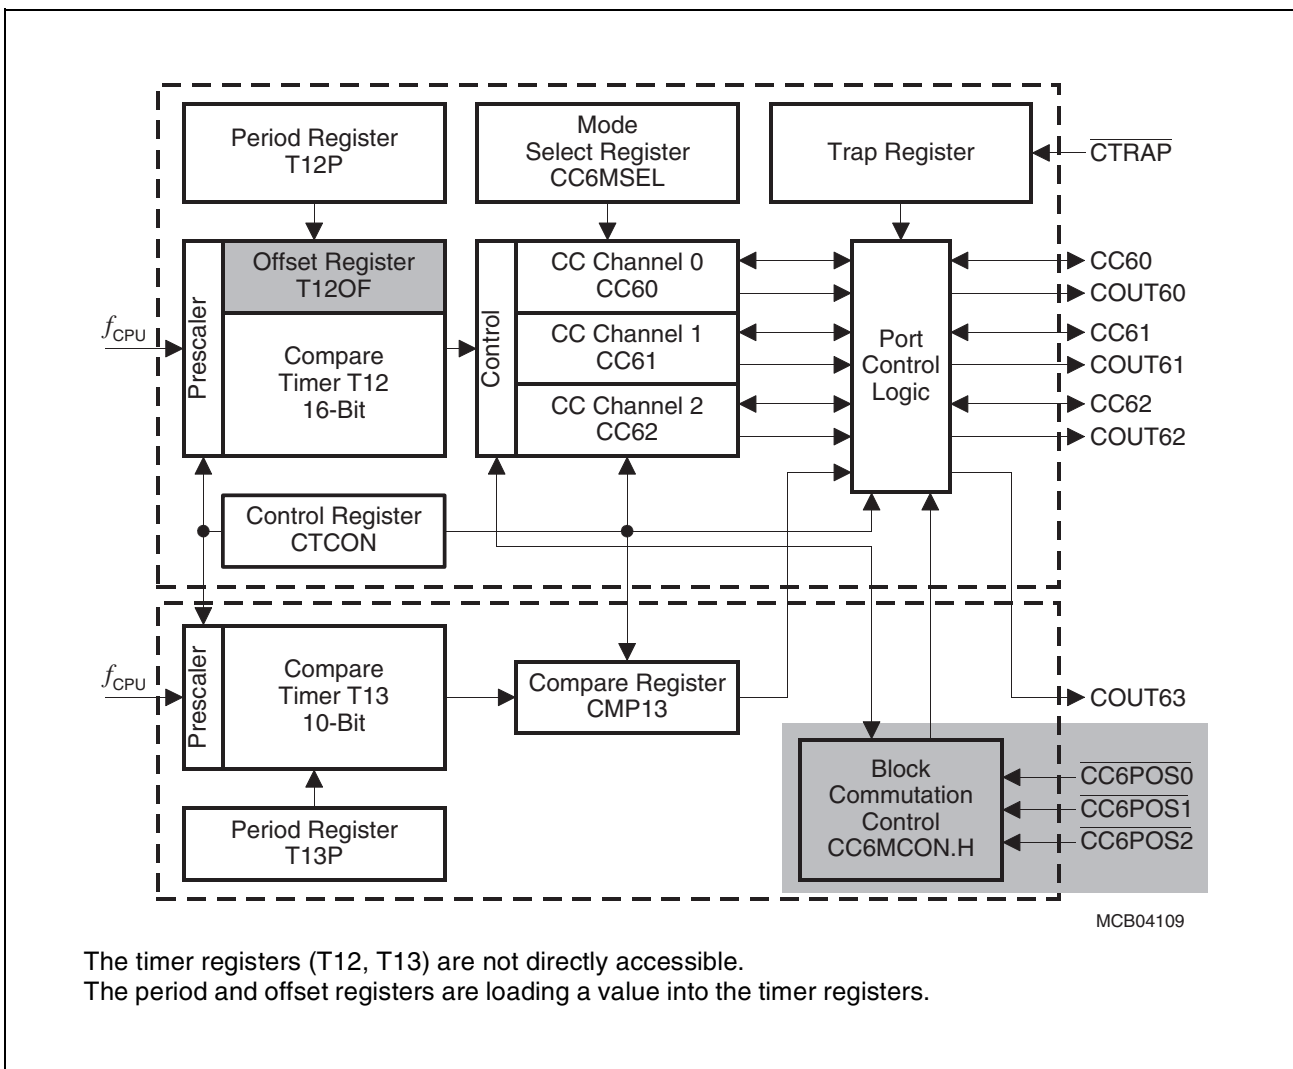 Period Register
T12P
Mode
Select Register
CC6MSEL
Trap Register
CTRAP
Prescaler
Offset Register
T12OF
Compare
Timer T12
16-Bit
fCPU
Control
CC Channel 0
CC60
CC Channel 1
CC61
CC Channel 2
CC62
Port
Control
Logic
CC60
COUT60
CC61
COUT61
CC62
COUT62
Control Register
CTCON
fCPU
Prescaler
Compare
Timer T13
10-Bit
Compare Register
CMP13
COUT63
Period Register
T13P
Block
Commutation
Control
CC6MCON.H
CC6POS0
CC6POS1
CC6POS2
MCB04109
The timer registers (T12, T13) are not directly accessible.
The period and offset registers are loading a value into the timer registers.